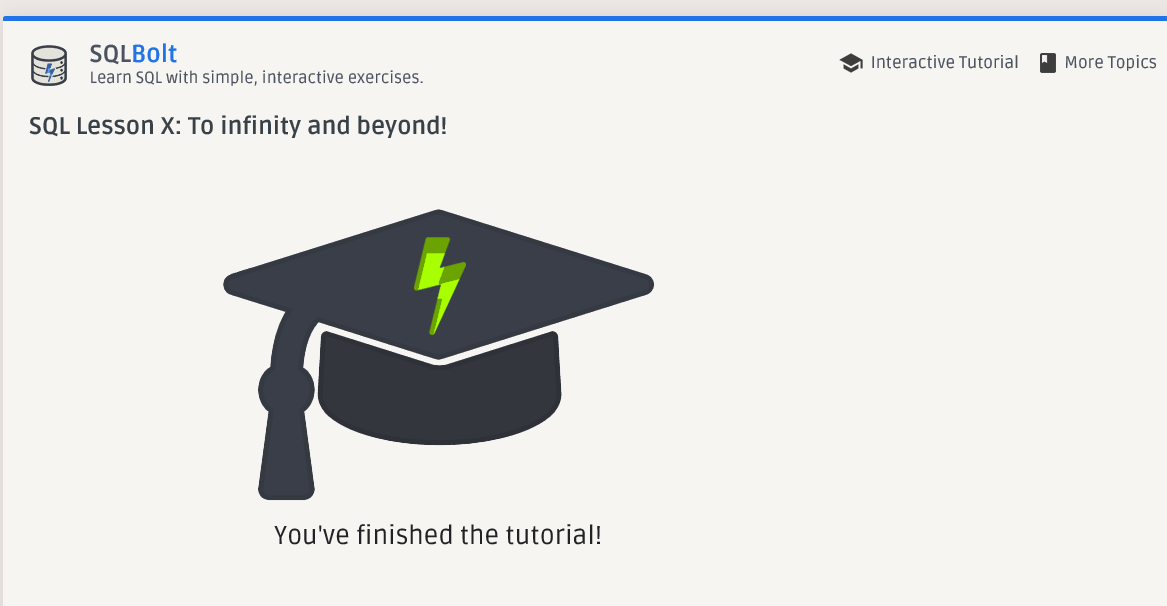 SQLBolt
Learn SQL with simple, interactive exercises.
Interactive Tutorial
More Topics
SQL Lesson X: To infinity and beyond!
You've finished the tutorial!